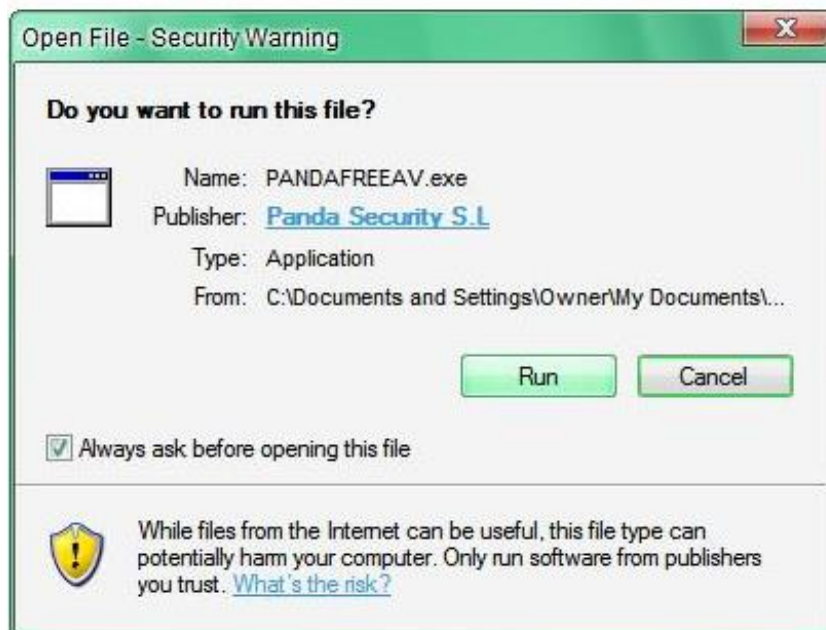 Open File - Security Warning
Do you want to run this file?
Name: PANDAFREEAV.exe
Publisher: Panda Security S.L
Type: Application
From: C:\Documents and Settings\Owner\My Documents\...
Run Cancel
Always ask before opening this file
While files from the Internet can be useful, this file type can
potentially harm your computer. Only run software from publishers
you trust. What's the risk?